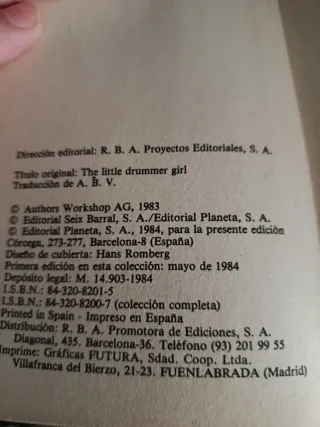 Dirección editorial: R. B. A. Proyectos Editoriales, S. A.
Título original: The little drummer girl
Traducción de A. B. V.
© Authors Workshop AG, 1983
© Editorial Seix Barral, S. A./Editorial Planeta, S. A.
© Editorial Planeta, S. A., 1984, para la presente edición
Córcega, 273-277, Barcelona-8 (España)
Diseño de cubierta: Hans Romberg
Primera edición en esta colección: mayo de 1984
Depósito legal: M. 14.903-1984
I.S.B.N.: 84-320-8201-5
I.S.B.N.: 84-320-8200-7 (colección completa)
Printed in Spain - Impreso en España
Distribución: R. B. A. Promotora de Ediciones, S. A.
Diagonal, 435. Barcelona-36. Teléfono (93) 201 99 55
Imprime: Gráficas FUTURA, Sdad. Coop. Ltda.
Villafranca del Bierzo, 21-23. FUENLABRADA (Madrid)